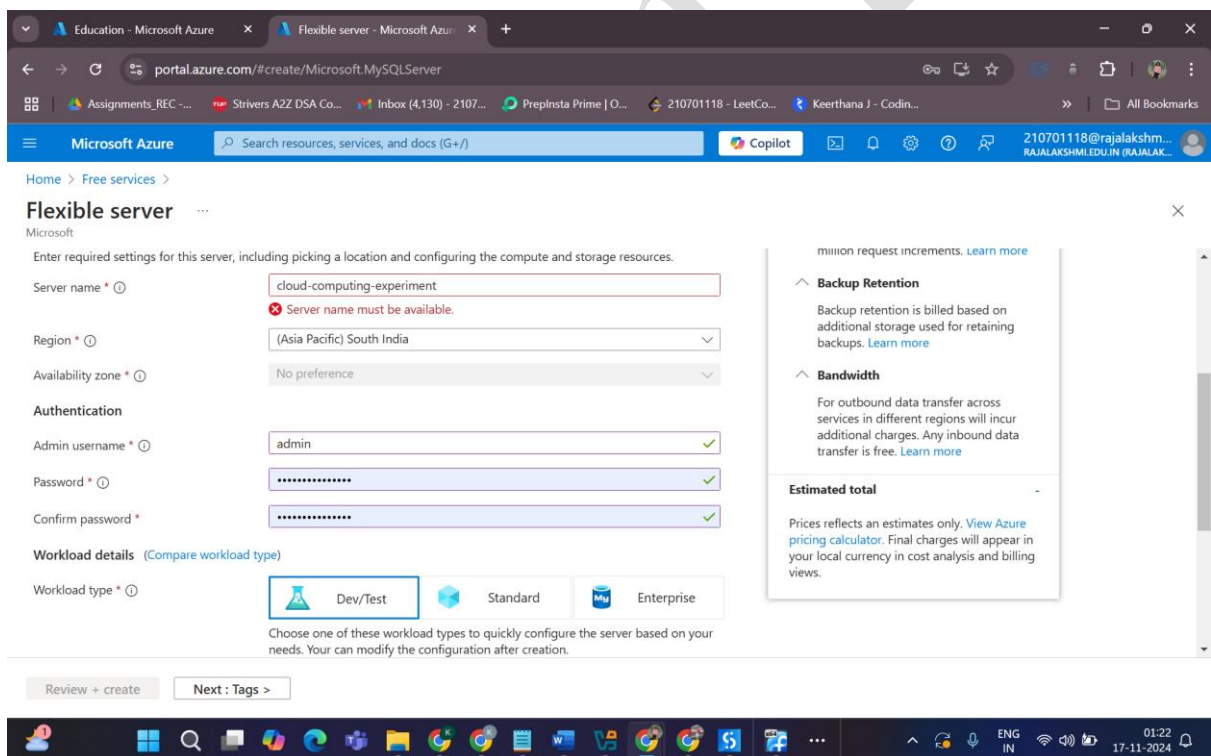 Education - Microsoft Azure
Flexible server - Microsoft Azur
portal.azure.com/#create/Microsoft.MySQLServer
Assignments_REC -...
Strivers A2Z DSA Co...
Inbox (4,130) - 2107...
PrepInsta Prime | O...
210701118 - LeetCo...
Keerthana J - Codin...
»
All Bookmarks
Microsoft Azure
Search resources, services, and docs (G+/)
Copilot
210701118@rajalakshm...
RAJALAKSHMI.EDU.IN (RAJALAK...
Home > Free services >
Flexible server ...
Microsoft
Enter required settings for this server, including picking a location and configuring the compute and storage resources.
Server name *
cloud-computing-experiment
Server name must be available.
Region *
(Asia Pacific) South India
Availability zone *
No preference
Authentication
Admin username *
admin
Password *
•••••••••••••••
Confirm password *
•••••••••••••••
Workload details (Compare workload type)
Workload type *
Dev/Test
Standard
My
Enterprise
Choose one of these workload types to quickly configure the server based on your
needs. Your can modify the configuration after creation.
million request increments. Learn more
Backup Retention
Backup retention is billed based on
additional storage used for retaining
backups. Learn more
Bandwidth
For outbound data transfer across
services in different regions will incur
additional charges. Any inbound data
transfer is free. Learn more
Estimated total -
Prices reflects an estimates only. View Azure
pricing calculator. Final charges will appear in
your local currency in cost analysis and billing
views.
Review + create
Next : Tags >
ENG
IN
01:22
17-11-2024